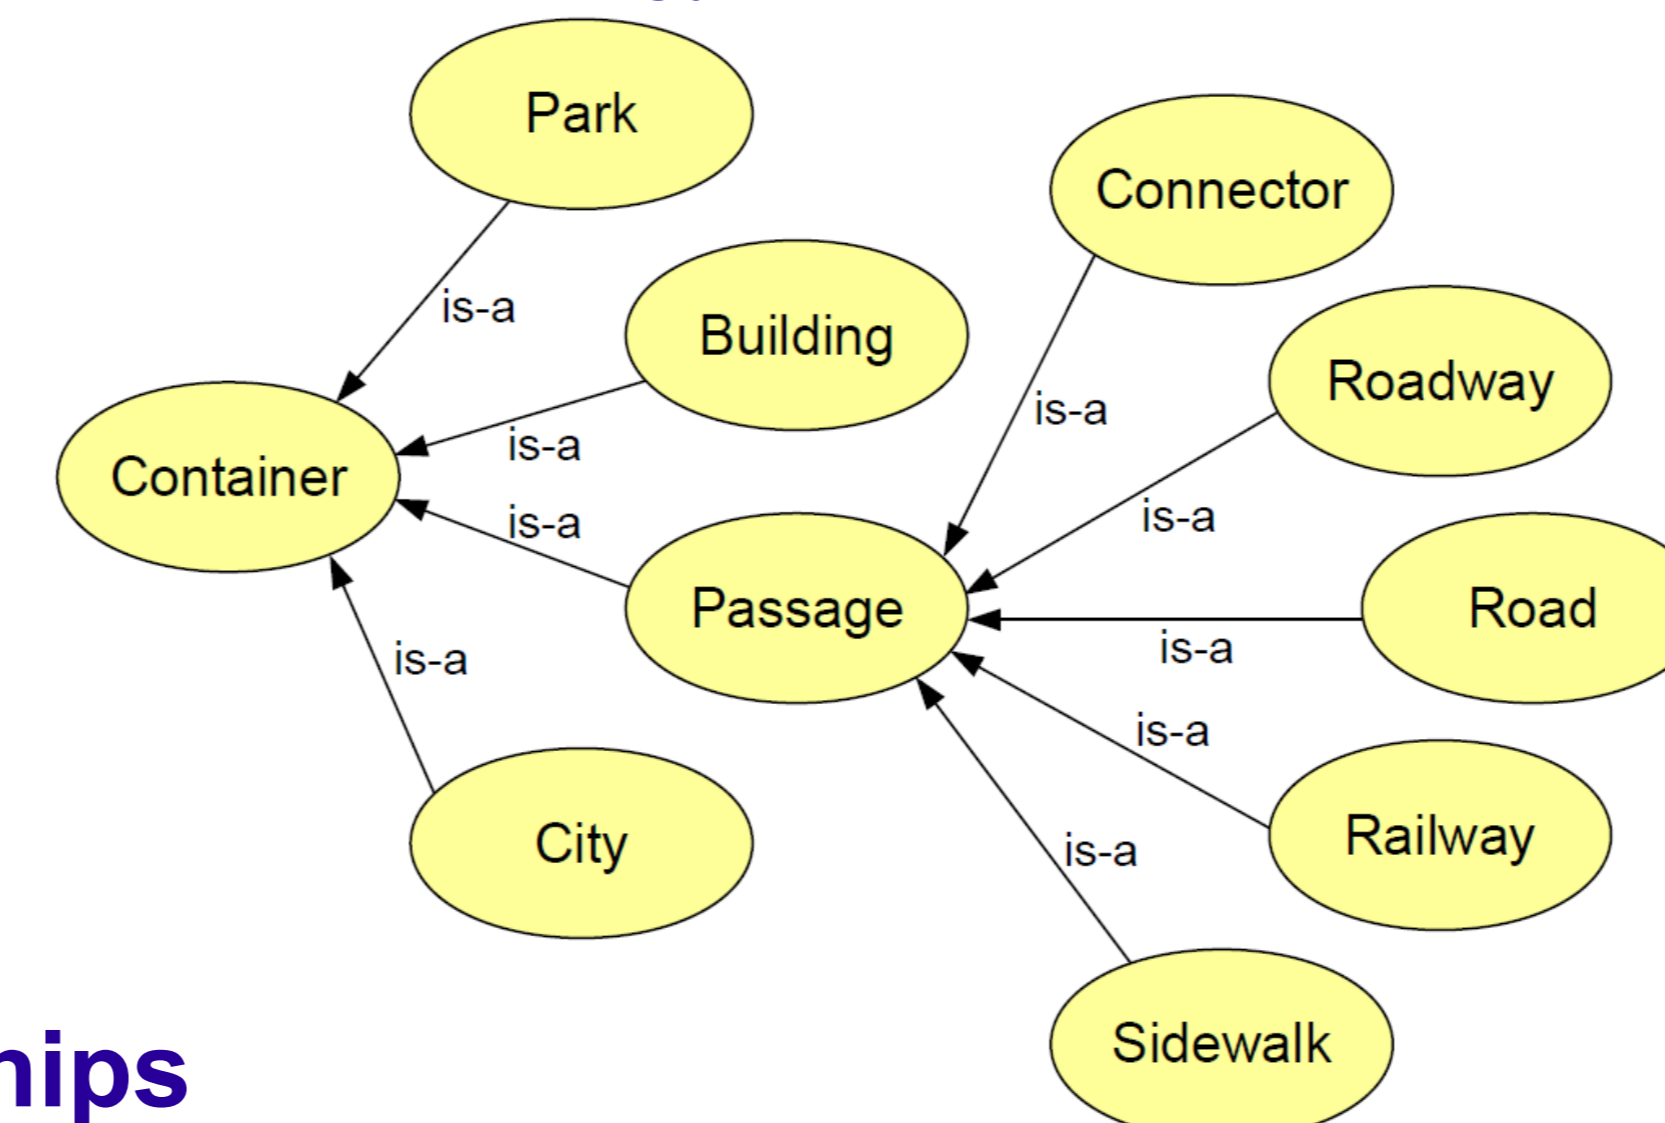 Park
Connector
is-a
Building
Roadway
is-a
is-a
Container
is-a
is-a
is-a
Passage
Road
is-a
is-a
is-a
City
is-a
Railway
Sidewalk
hips